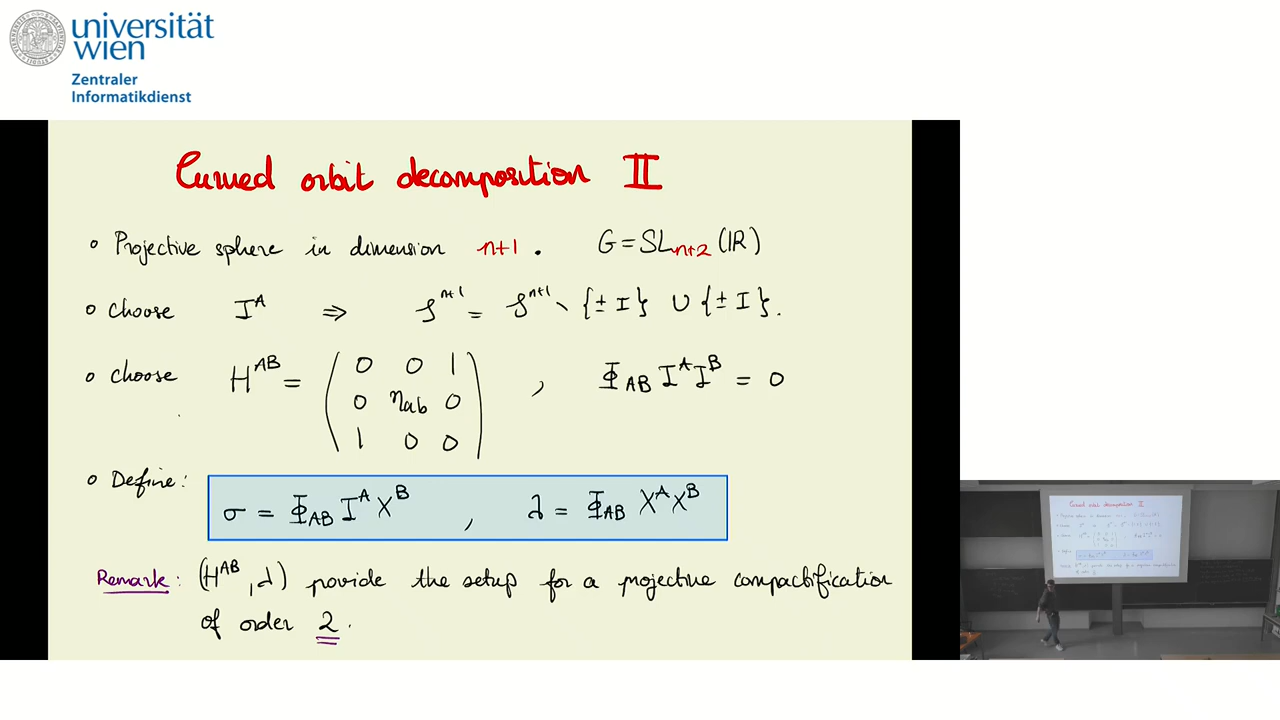 universität
wien
Zentraler
Informatikdienst
Curved orbit decomposition II
∘ Projective sphere in dimension n+1. G = SL_{n+2}(IR)
∘ Choose I^A ⇒ S^{n+1} = S^{n+1} \ {± I} ∪ {± I}.
∘ Choose H^{AB} = ( 0 0 1 ; 0 η_{ab} 0 ; 1 0 0 ) , Φ_{AB} I^A I^B = 0
∘ Define: σ = Φ_{AB} I^A X^B , λ = Φ_{AB} X^A X^B
Remark: (H^{AB}, λ) provide the setup for a projective compactification
of order 2.